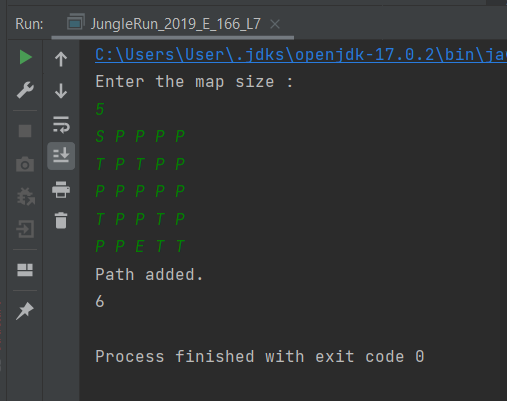 Run: JungleRun_2019_E_166_L7
C:\Users\User\.jdks\openjdk-17.0.2\bin\ja
Enter the map size :
5
S P P P P
T P T P P
P P P P P
T P P T P
P P E T T
Path added.
6
Process finished with exit code 0